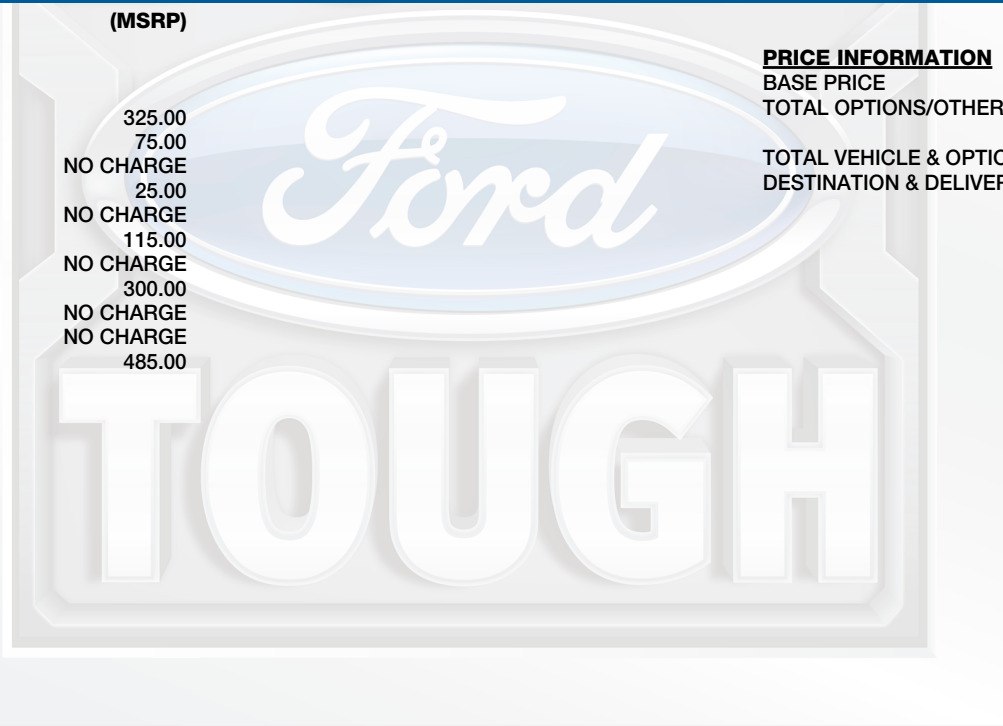 (MSRP)
325.00
75.00
NO CHARGE
25.00
NO CHARGE
115.00
NO CHARGE
300.00
NO CHARGE
NO CHARGE
485.00
PRICE INFORMATION
BASE PRICE
TOTAL OPTIONS/OTHER
TOTAL VEHICLE & OPTIO
DESTINATION & DELIVER
Ford
TOUGH